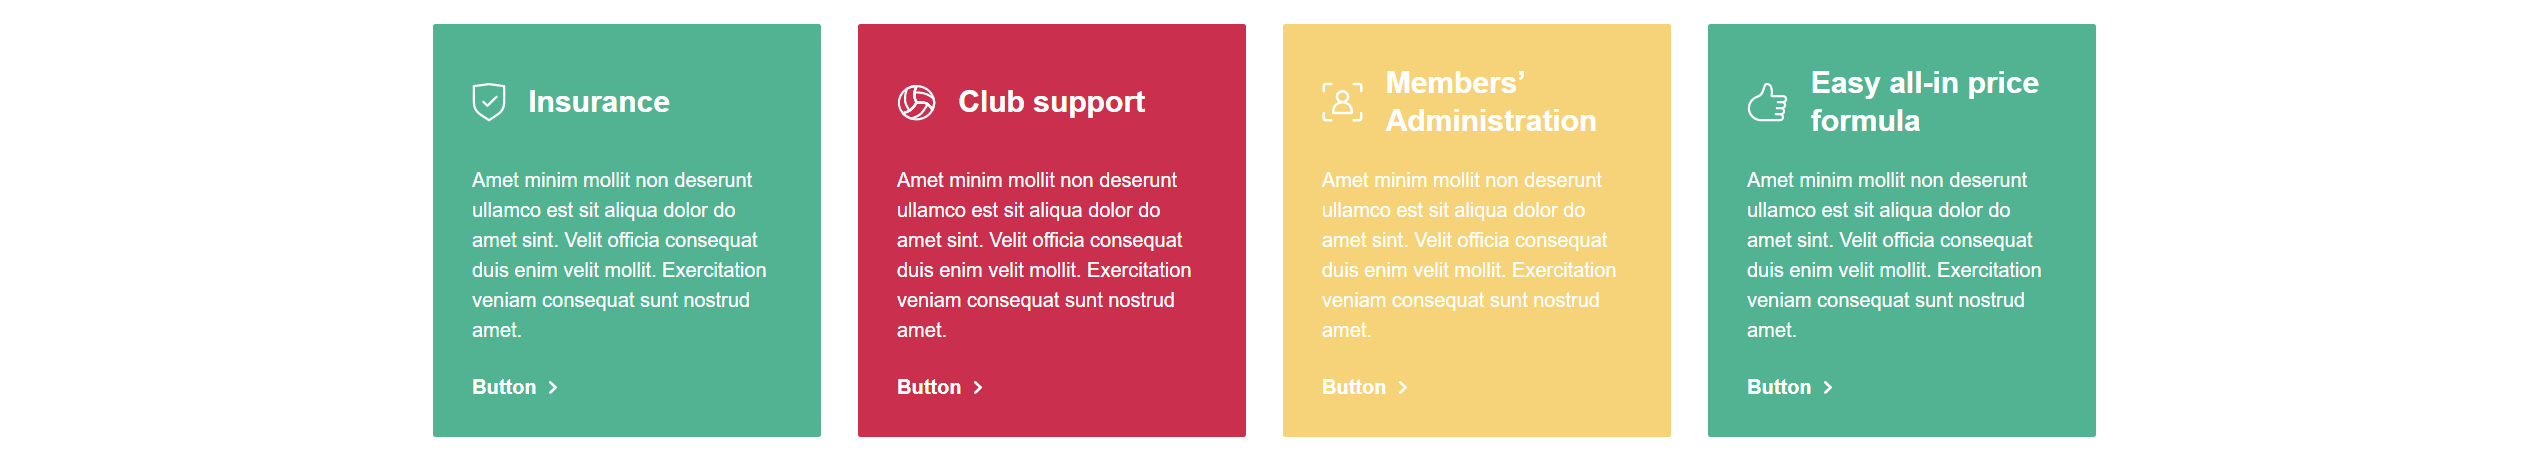 Insurance
Amet minim mollit non deserunt
ullamco est sit aliqua dolor do
amet sint. Velit officia consequat
duis enim velit mollit. Exercitation
veniam consequat sunt nostrud
amet.
Button
Club support
Amet minim mollit non deserunt
ullamco est sit aliqua dolor do
amet sint. Velit officia consequat
duis enim velit mollit. Exercitation
veniam consequat sunt nostrud
amet.
Button
Members’
Administration
Amet minim mollit non deserunt
ullamco est sit aliqua dolor do
amet sint. Velit officia consequat
duis enim velit mollit. Exercitation
veniam consequat sunt nostrud
amet.
Button
Easy all-in price
formula
Amet minim mollit non deserunt
ullamco est sit aliqua dolor do
amet sint. Velit officia consequat
duis enim velit mollit. Exercitation
veniam consequat sunt nostrud
amet.
Button